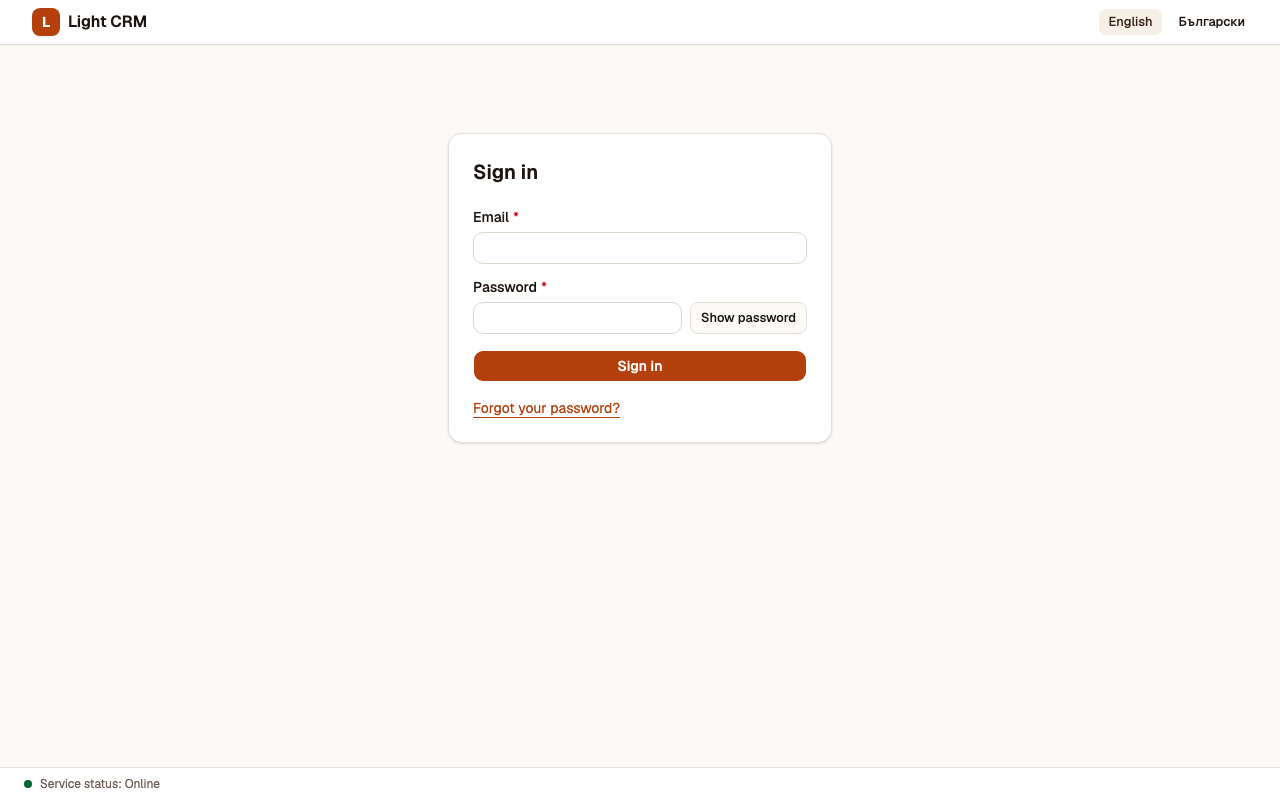 L Light CRM
English Български
Sign in
Email *
Password *
Show password
Sign in
Forgot your password?
Service status: Online